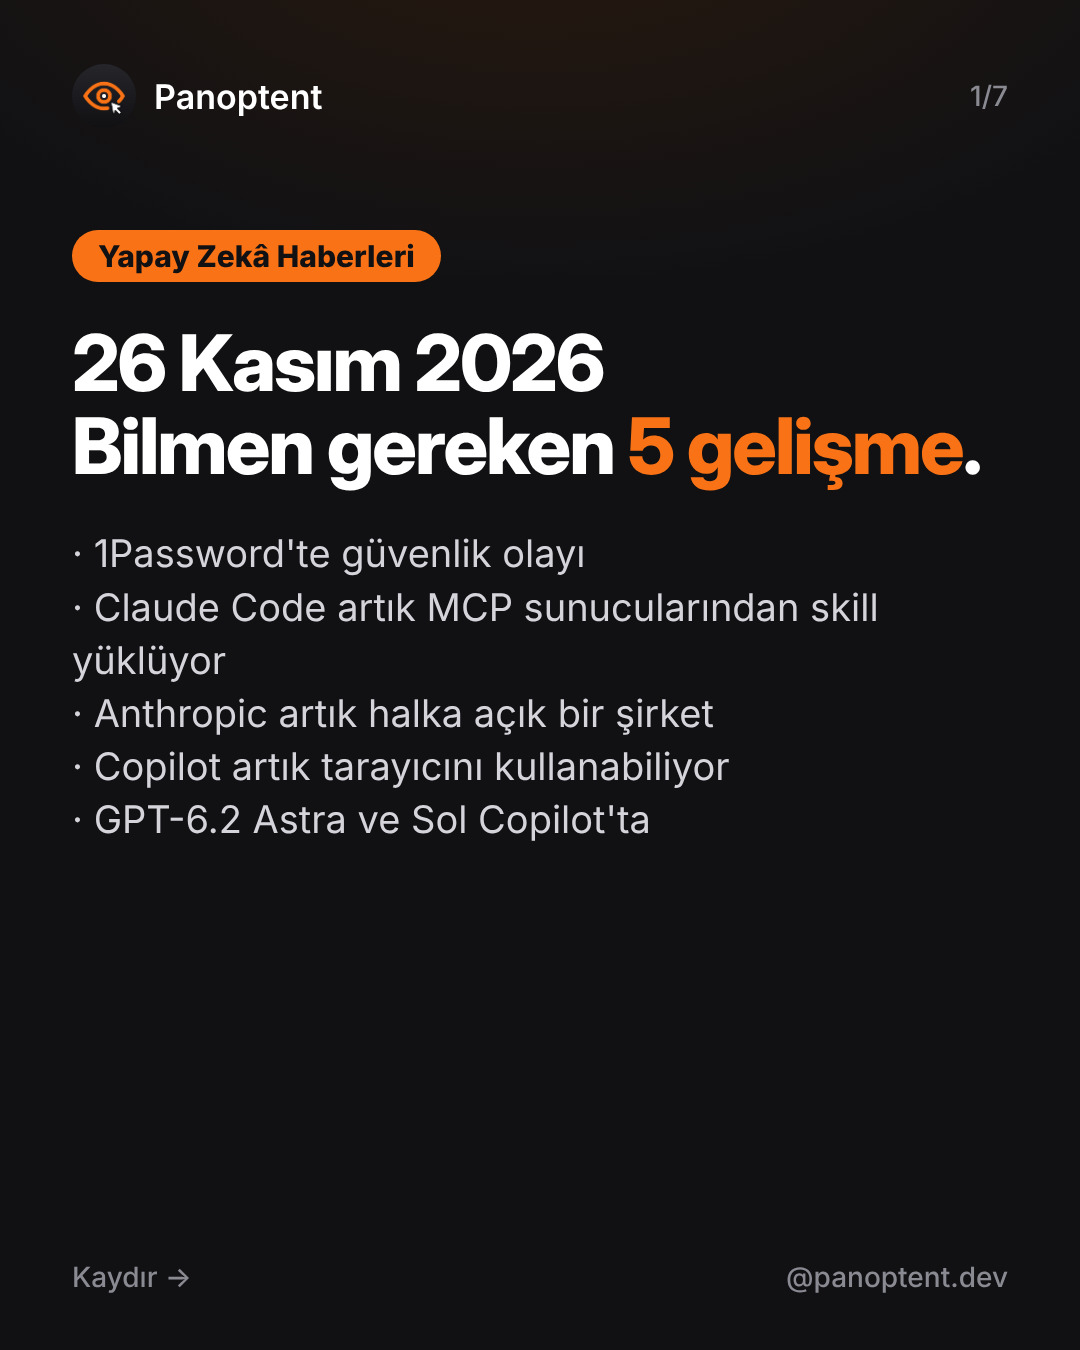 Panoptent
1/7
Yapay Zekâ Haberleri
26 Kasım 2026
Bilmen gereken 5 gelişme.
· 1Password'te güvenlik olayı
· Claude Code artık MCP sunucularından skill
yüklüyor
· Anthropic artık halka açık bir şirket
· Copilot artık tarayıcını kullanabiliyor
· GPT-6.2 Astra ve Sol Copilot'ta
Kaydır →
@panoptent.dev